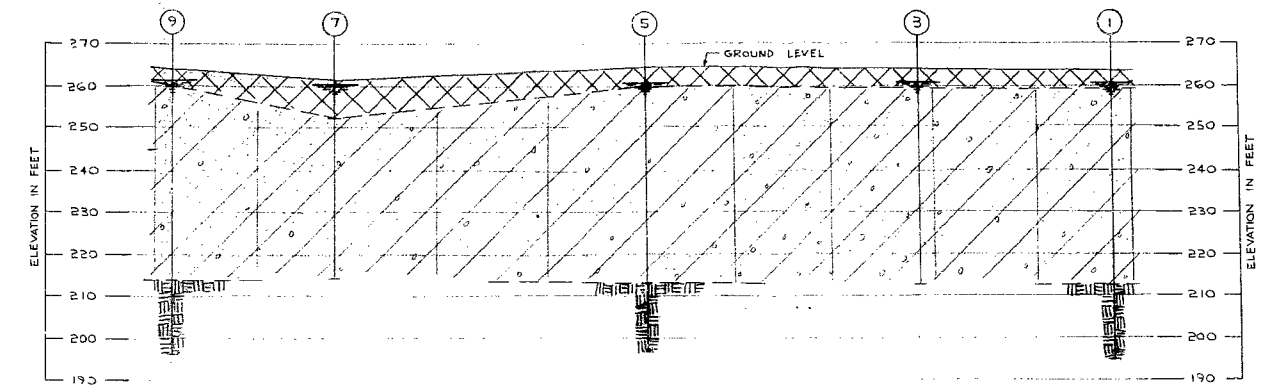 9 7 5 3 1
270 270
GROUND LEVEL
260 260
250 250
240 240
230 230
220 220
210 210
200 200
190 190
ELEVATION IN FEET
ELEVATION IN FEET